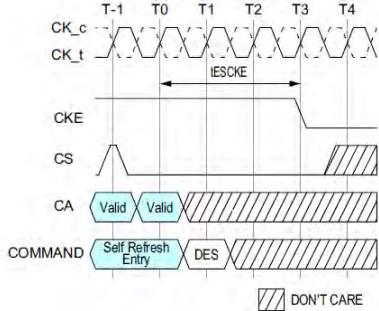 T-1 T0 T1 T2 T3 T4
CK_c
CK_t
tESCKE
CKE
CS
CA Valid Valid
COMMAND Self Refresh Entry DES
DON'T CARE